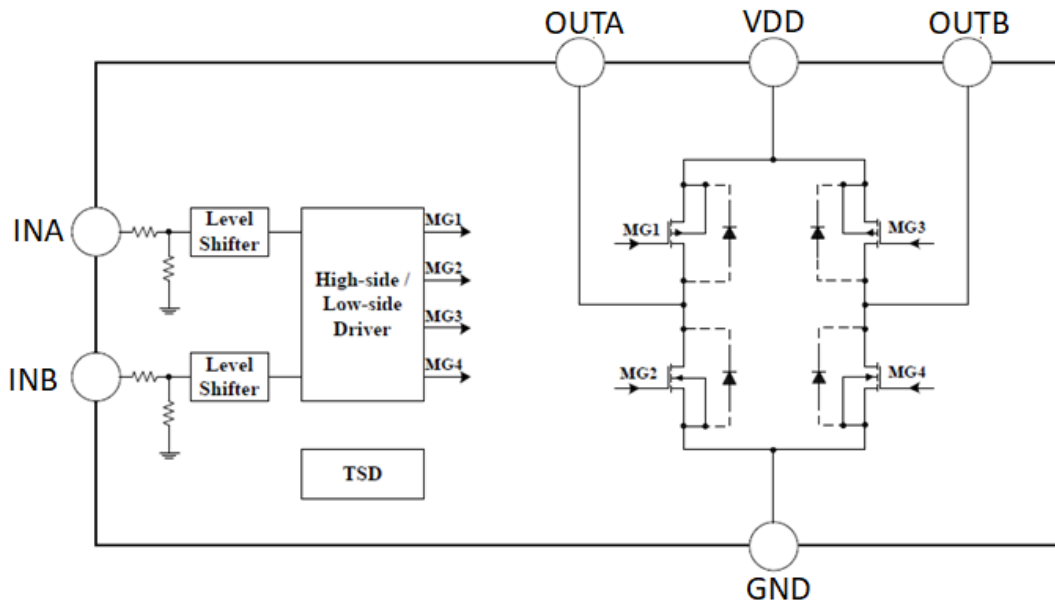 OUTA
VDD
OUTB
INA
Level
Shifter
MG1
MG2
MG3
MG4
High-side /
Low-side
Driver
INB
Level
Shifter
TSD
MG1
MG3
MG2
MG4
GND